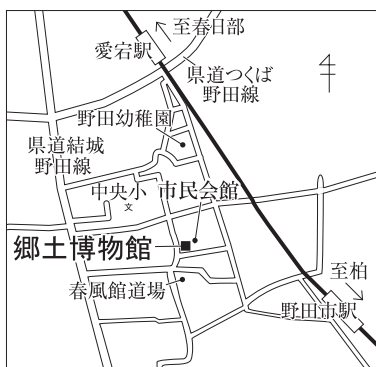 至春日部
愛宕駅
県道つくば
野田線
野田幼稚園
県道結城
野田線
中央小
文
市民会館
郷土博物館
春風館道場
至柏
野田市駅